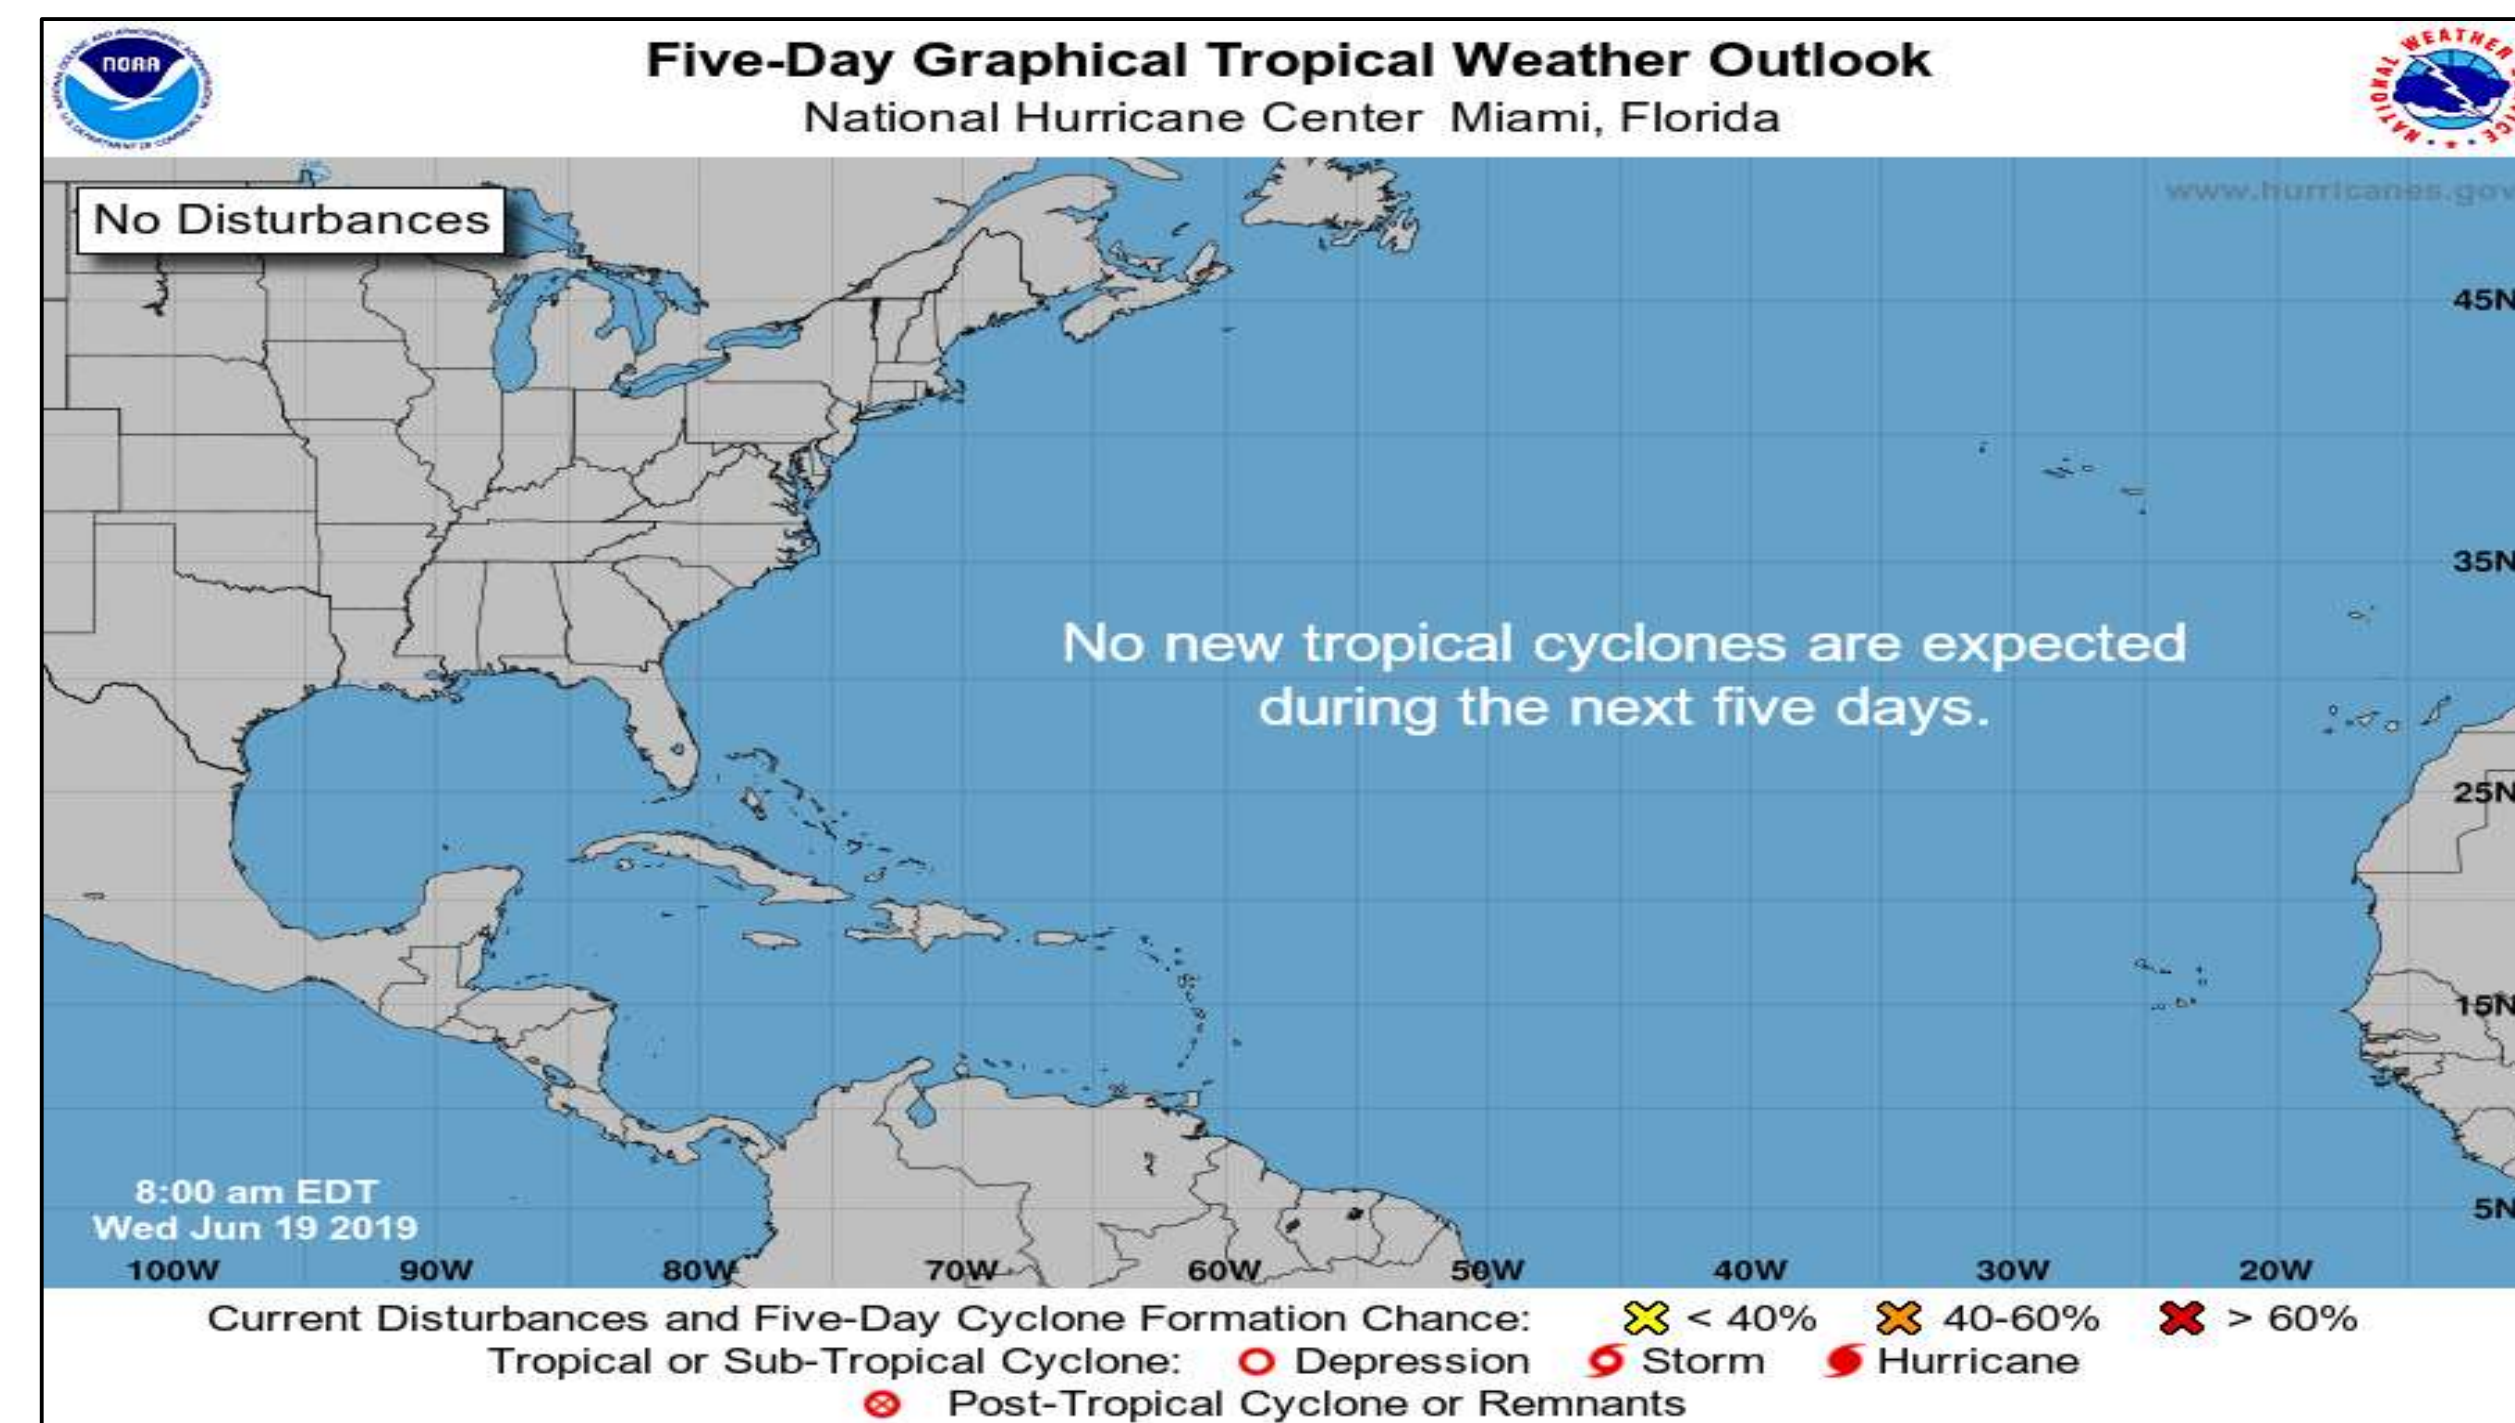 NOAA
Five-Day Graphical Tropical Weather Outlook
National Hurricane Center Miami, Florida
NATIONAL WEATHER
No Disturbances
www.hurricanes.gov
45N
35N
No new tropical cyclones are expected
during the next five days.
25N
15N
8:00 am EDT
Wed Jun 19 2019
5N
100W 90W 80W 70W 60W 50W 40W 30W 20W
Current Disturbances and Five-Day Cyclone Formation Chance: < 40% 40-60% > 60%
Tropical or Sub-Tropical Cyclone: Depression Storm Hurricane
Post-Tropical Cyclone or Remnants